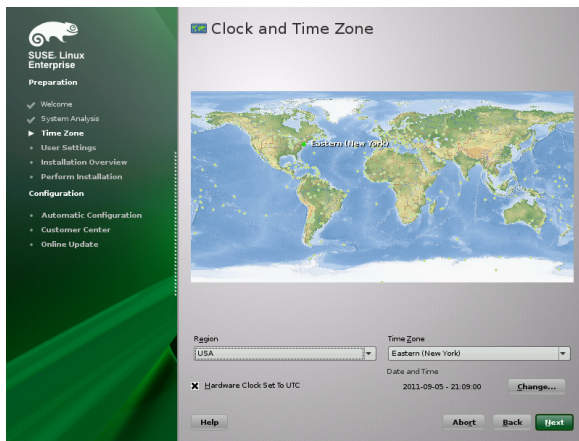 SUSE. Linux
Enterprise
Preparation
Welcome
System Analysis
Time Zone
User Settings
Installation Overview
Perform Installation
Configuration
Automatic Configuration
Customer Center
Online Update
Clock and Time Zone
Eastern (New York)
Region
USA
Hardware Clock Set To UTC
Time Zone
Eastern (New York)
Date and Time
2011-09-05 - 21:09:00
Change...
Help
Abort
Back
Next